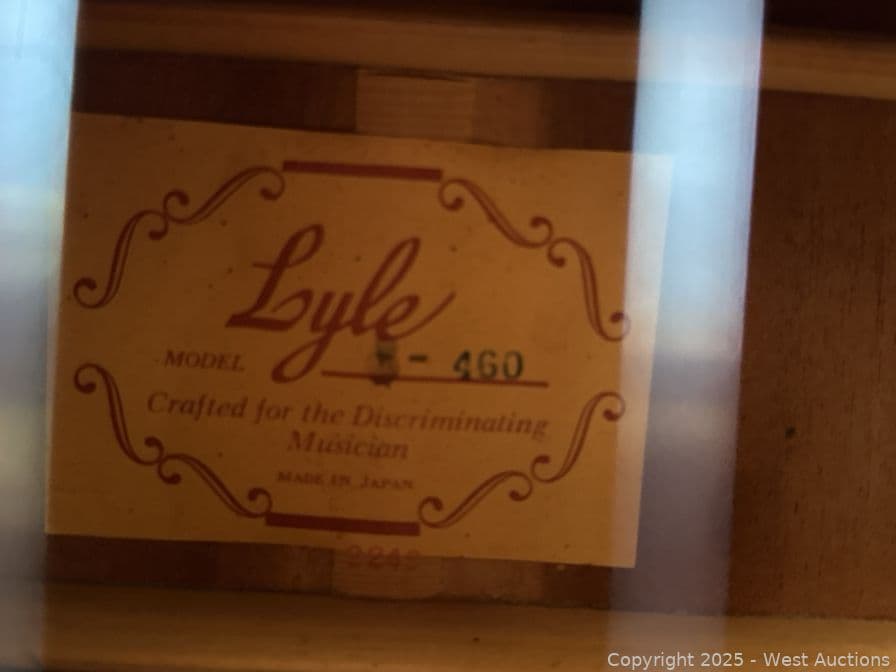 Lyle
MODEL - 460
Crafted for the Discriminating
Musician
MADE IN JAPAN
Copyright 2025 - West Auctions